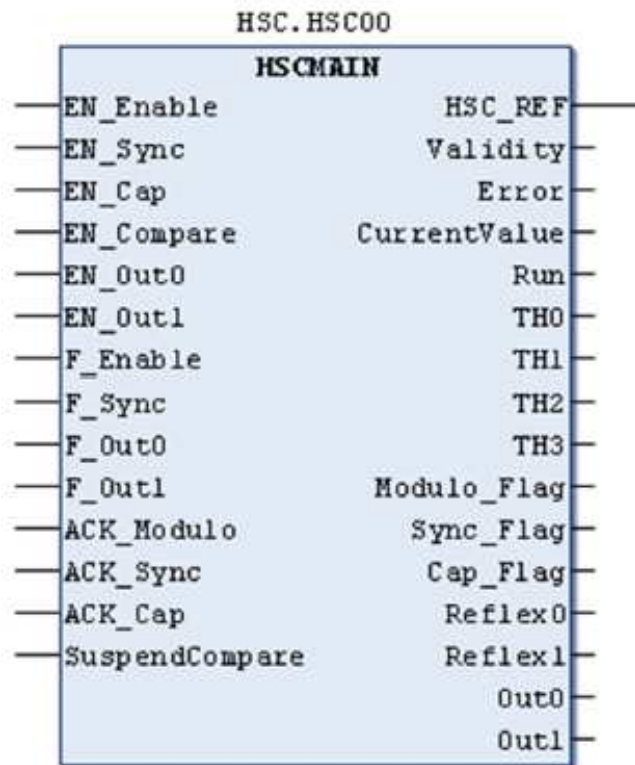 HSC.HSC00
HSCMAIN
EN_Enable HSC_REF
EN_Sync Validity
EN_Cap Error
EN_Compare CurrentValue
EN_Out0 Run
EN_Out1 TH0
F_Enable TH1
F_Sync TH2
F_Out0 TH3
F_Out1 Modulo_Flag
ACK_Modulo Sync_Flag
ACK_Sync Cap_Flag
ACK_Cap Reflex0
SuspendCompare Reflex1
Out0
Out1